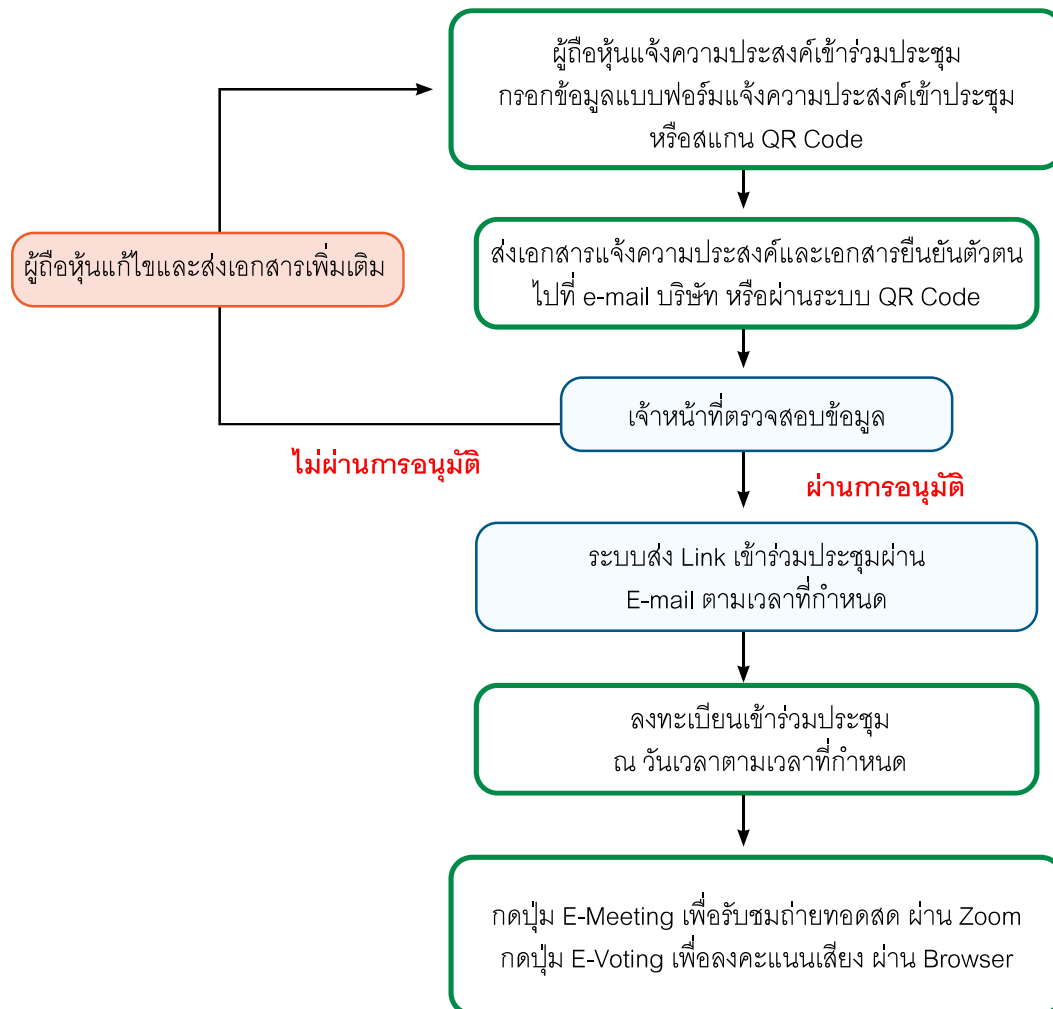 ผู้ถือหุ้นแจ้งความประสงค์เข้าร่วมประชุม
กรอกข้อมูลแบบฟอร์มแจ้งความประสงค์เข้าประชุม
หรือสแกน QR Code
ผู้ถือหุ้นแก้ไขและส่งเอกสารเพิ่มเติม
ส่งเอกสารแจ้งความประสงค์และเอกสารยืนยันตัวตน
ไปที่ e-mail บริษัท หรือผ่านระบบ QR Code
เจ้าหน้าที่ตรวจสอบข้อมูล
ไม่ผ่านการอนุมัติ
ผ่านการอนุมัติ
ระบบส่ง Link เข้าร่วมประชุมผ่าน
E-mail ตามเวลาที่กำหนด
ลงทะเบียนเข้าร่วมประชุม
ณ วันเวลาตามเวลาที่กำหนด
กดปุ่ม E-Meeting เพื่อรับชมถ่ายทอดสด ผ่าน Zoom
กดปุ่ม E-Voting เพื่อลงคะแนนเสียง ผ่าน Browser